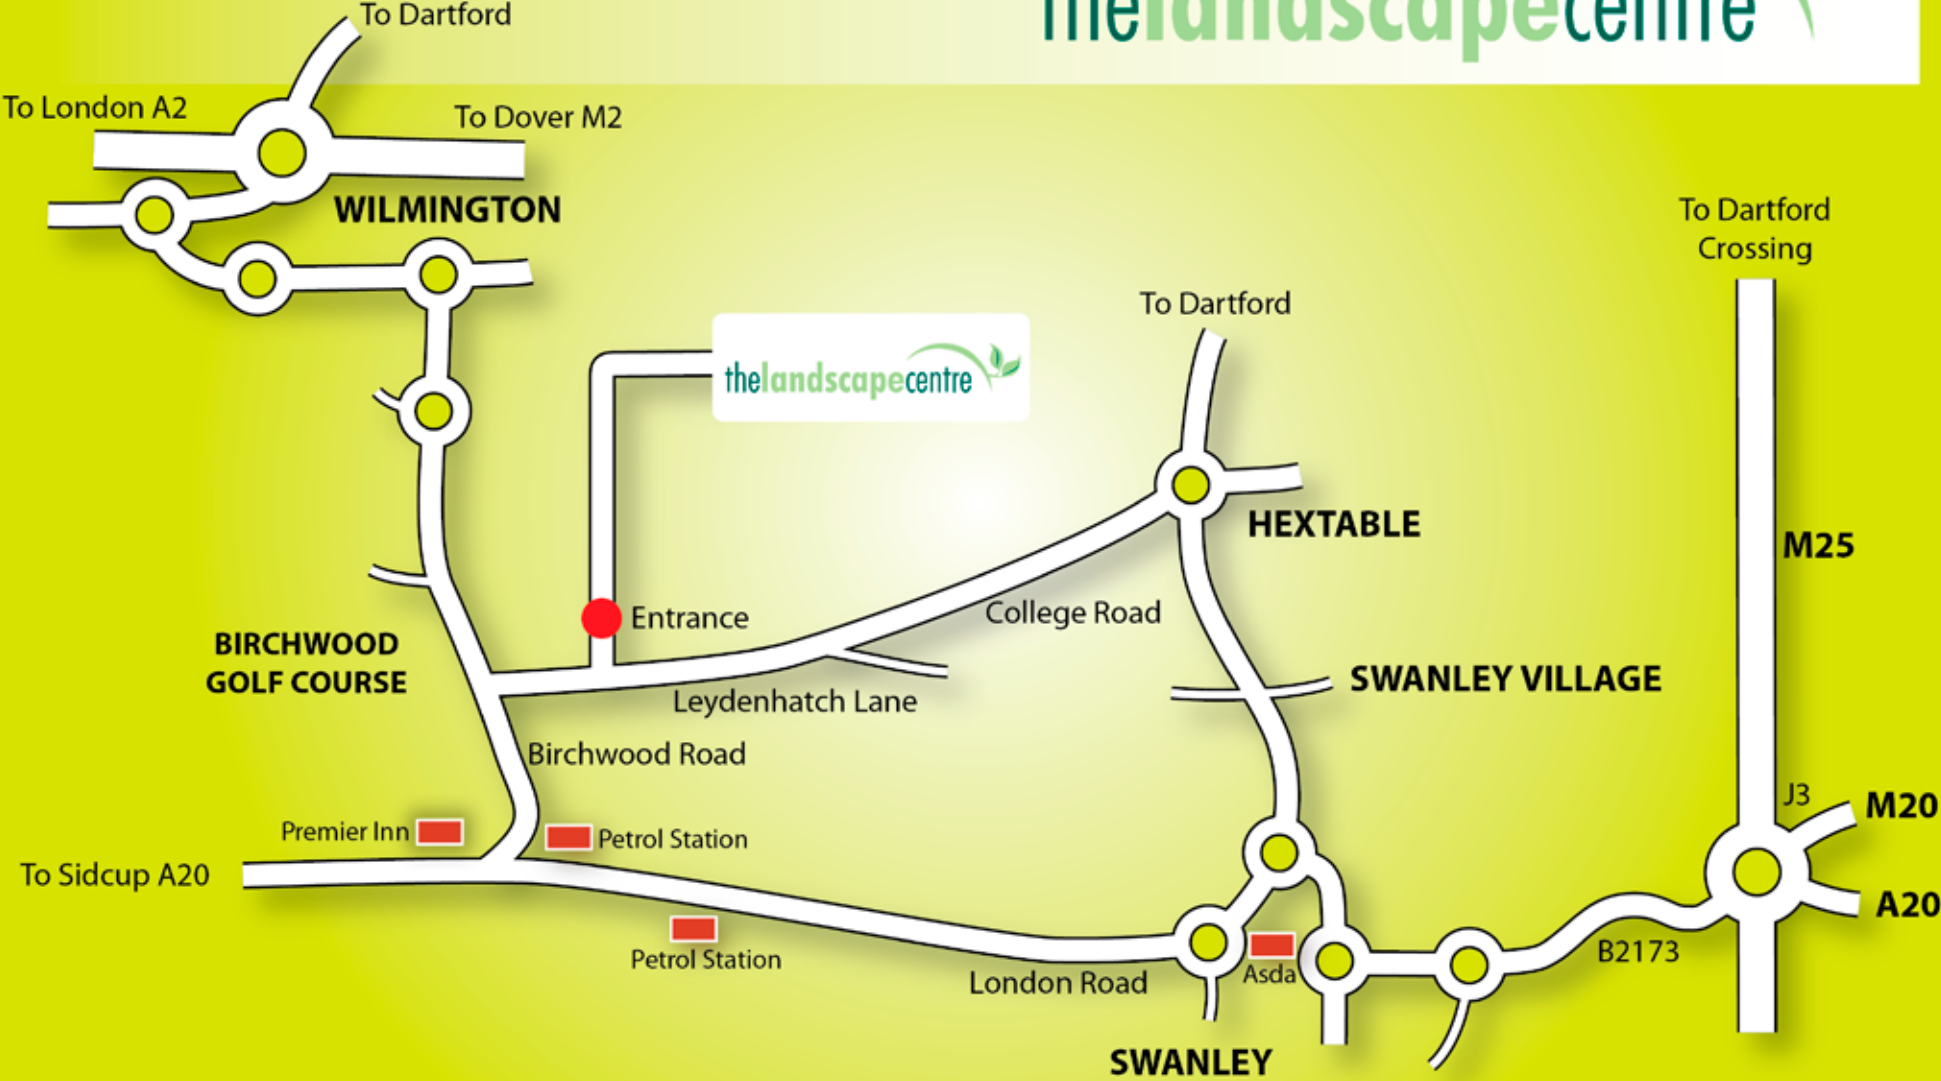 To Dartford
thelandscapecentre
To London A2
To Dover M2
WILMINGTON
To Dartford
Crossing
To Dartford
thelandscapecentre
HEXTABLE
M25
Entrance
College Road
BIRCHWOOD
GOLF COURSE
SWANLEY VILLAGE
Leydenhatch Lane
Birchwood Road
J3
M20
Premier Inn
Petrol Station
To Sidcup A20
A20
Petrol Station
B2173
Asda
London Road
SWANLEY